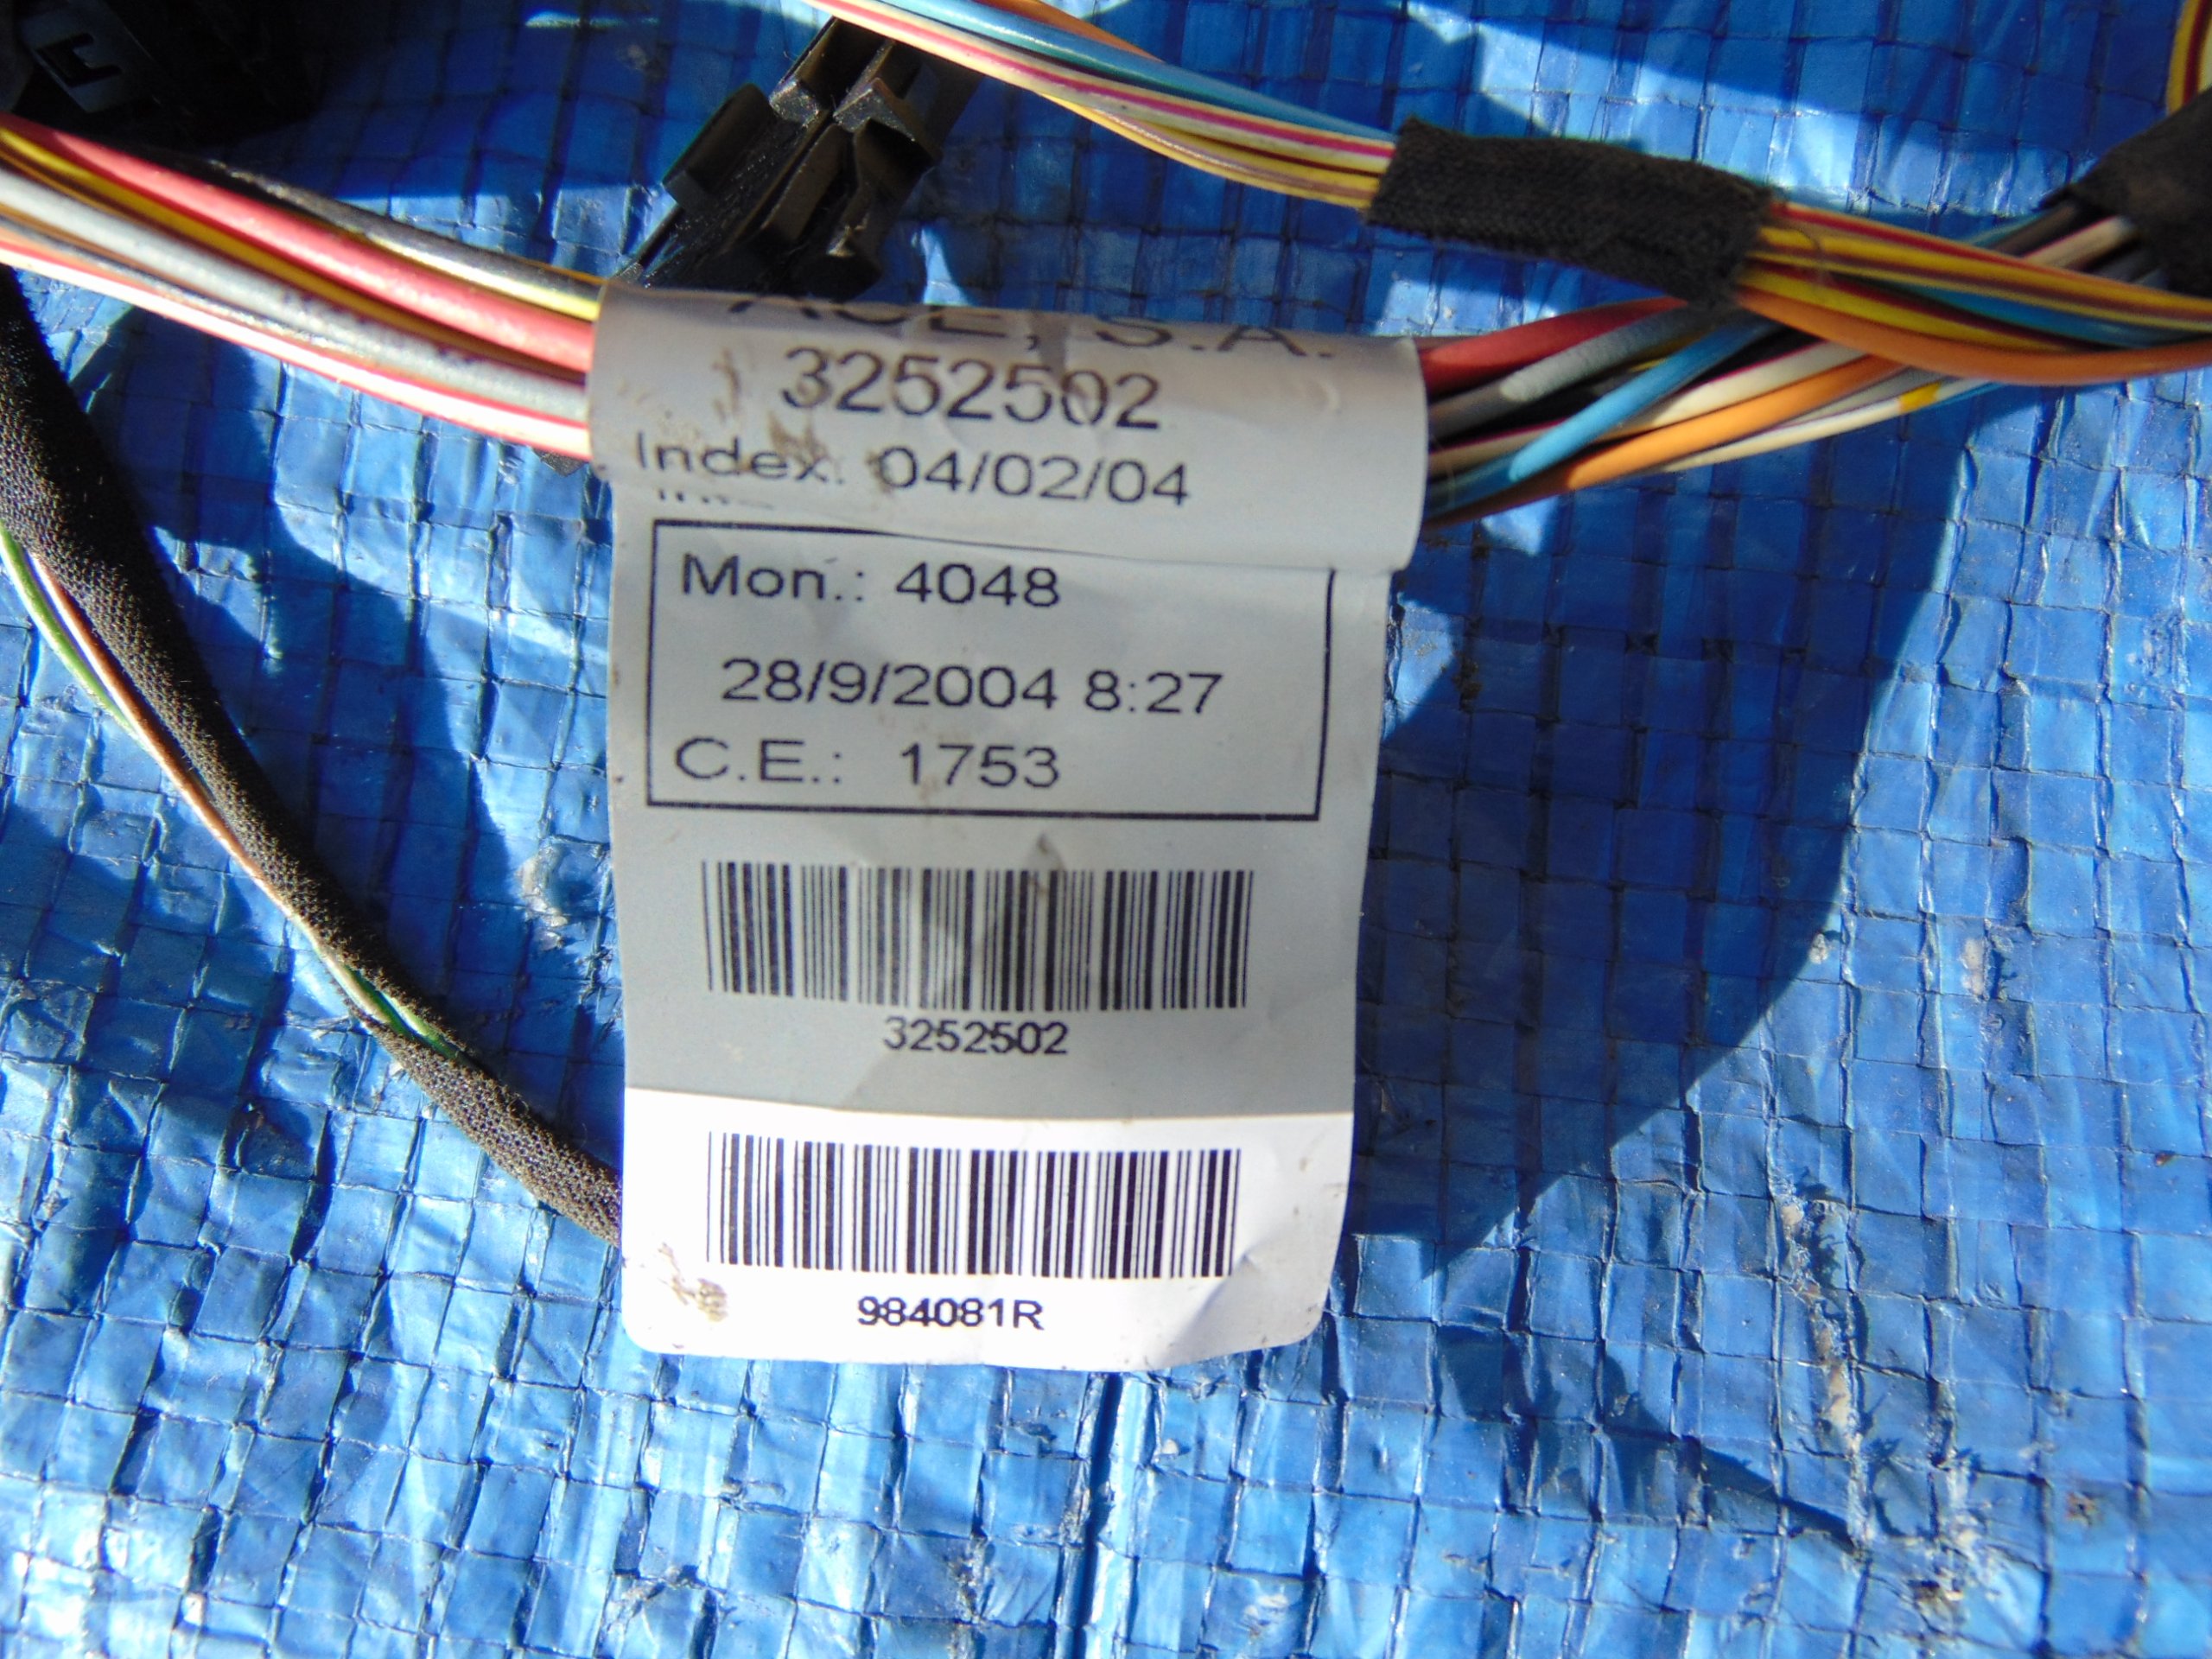 S.A.
3252502
Index: 04/02/04
Mon.: 4048
28/9/2004 8:27
C.E.: 1753
3252502
984081R